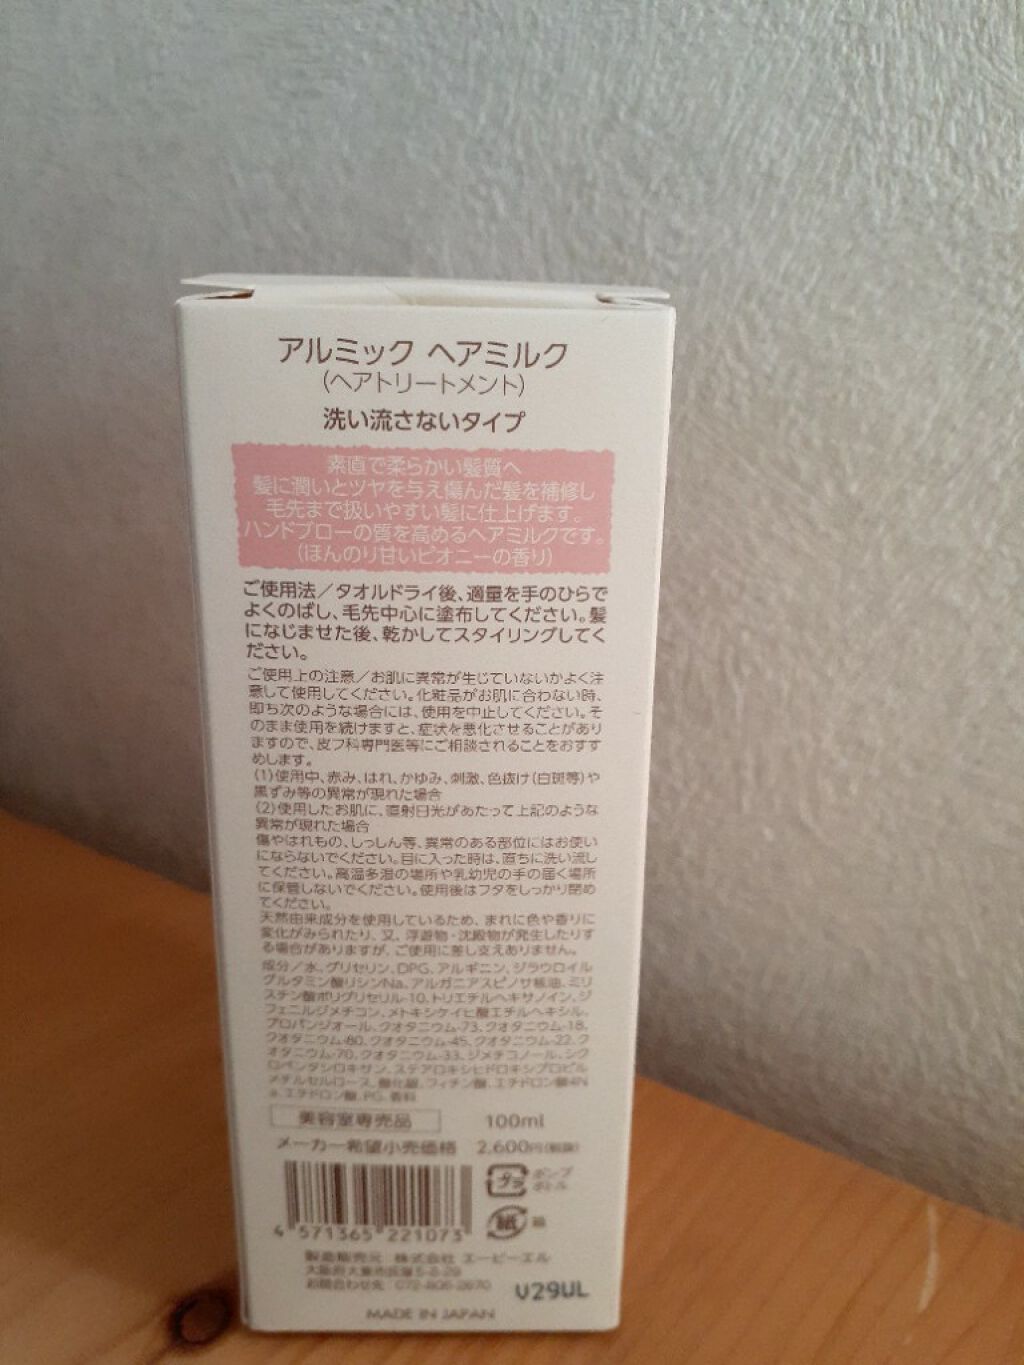 アルミック ヘアミルク
(ヘアトリートメント)
洗い流さないタイプ
素直で柔らかい髪質へ
髪に潤いとツヤを与え傷んだ髪を補修し
毛先まで扱いやすい髪に仕上げます。
ハンドブローの質を高めるヘアミルクです。
(ほんのり甘いピオニーの香り)
ご使用法/タオルドライ後、適量を手のひらで
よくのばし、毛先中心に塗布してください。髪
になじませた後、乾かしてスタイリングしてく
ださい。
ご使用上の注意/お肌に異常が生じていないかよく注
意して使用してください。化粧品がお肌に合わない時、
即ち次のような場合には、使用を中止してください。そ
のまま使用を続けますと、症状を悪化させることがあり
ますので、皮フ科専門医等にご相談されることをおすす
めします。
(1)使用中、赤み、はれ、かゆみ、刺激、色抜け(白斑等)や
黒ずみ等の異常が現れた場合
(2)使用したお肌に、直射日光があたって上記のような
異常が現れた場合
傷やはれもの、しっしん等、異常のある部位にはお使い
にならないでください。目に入った時は、直ちに洗い流し
てください。高温多湿の場所や乳幼児の手の届く場所
に保管しないでください。使用後はフタをしっかり閉め
てください。
天然由来成分を使用しているため、まれに色や香りに
変化がみられたり、又、浮遊物・沈殿物が発生したりす
る場合がありますが、ご使用に差し支えありません。
成分/水、グリセリン、DPG、アルギニン、ジラウロイル
グルタミン酸リシンNa、アルガニアスピノサ核油、ミリ
スチン酸ポリグリセリル-10、トリエチルヘキサノイン、ジ
フェニルジメチコン、メトキシケイヒ酸エチルヘキシル、
プロパンジオール、クオタニウム-73、クオタニウム-18、
クオタニウム-80、クオタニウム-45、クオタニウム-22、ク
オタニウム-70、クオタニウム-33、ジメチコノール、シク
ロペンタシロキサン、ステアロキシヒドロキシプロピル
メチルセルロース、酸化銀、フィチン酸、エチドロン酸4N
a、エチドロン酸、PG、香料
美容室専売品 100ml
メーカー希望小売価格 2,600円(税抜)
プラ ポンプ
ボトル
紙 箱
4 571365 221073
製造販売元 株式会社 エーピーエル
お問合わせ先
V29UL
MADE IN JAPAN